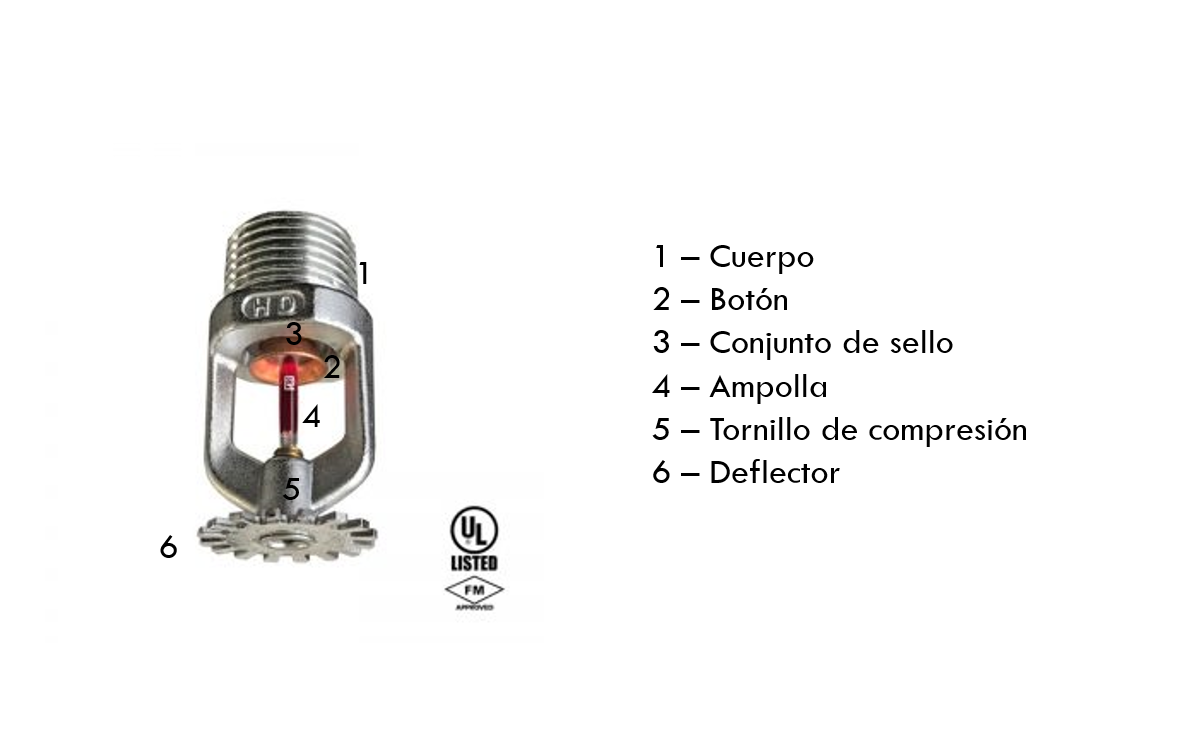 1
3
2
4
5
6
UL
LISTED
FM
APPROVED
1 – Cuerpo
2 – Botón
3 – Conjunto de sello
4 – Ampolla
5 – Tornillo de compresión
6 – Deflector